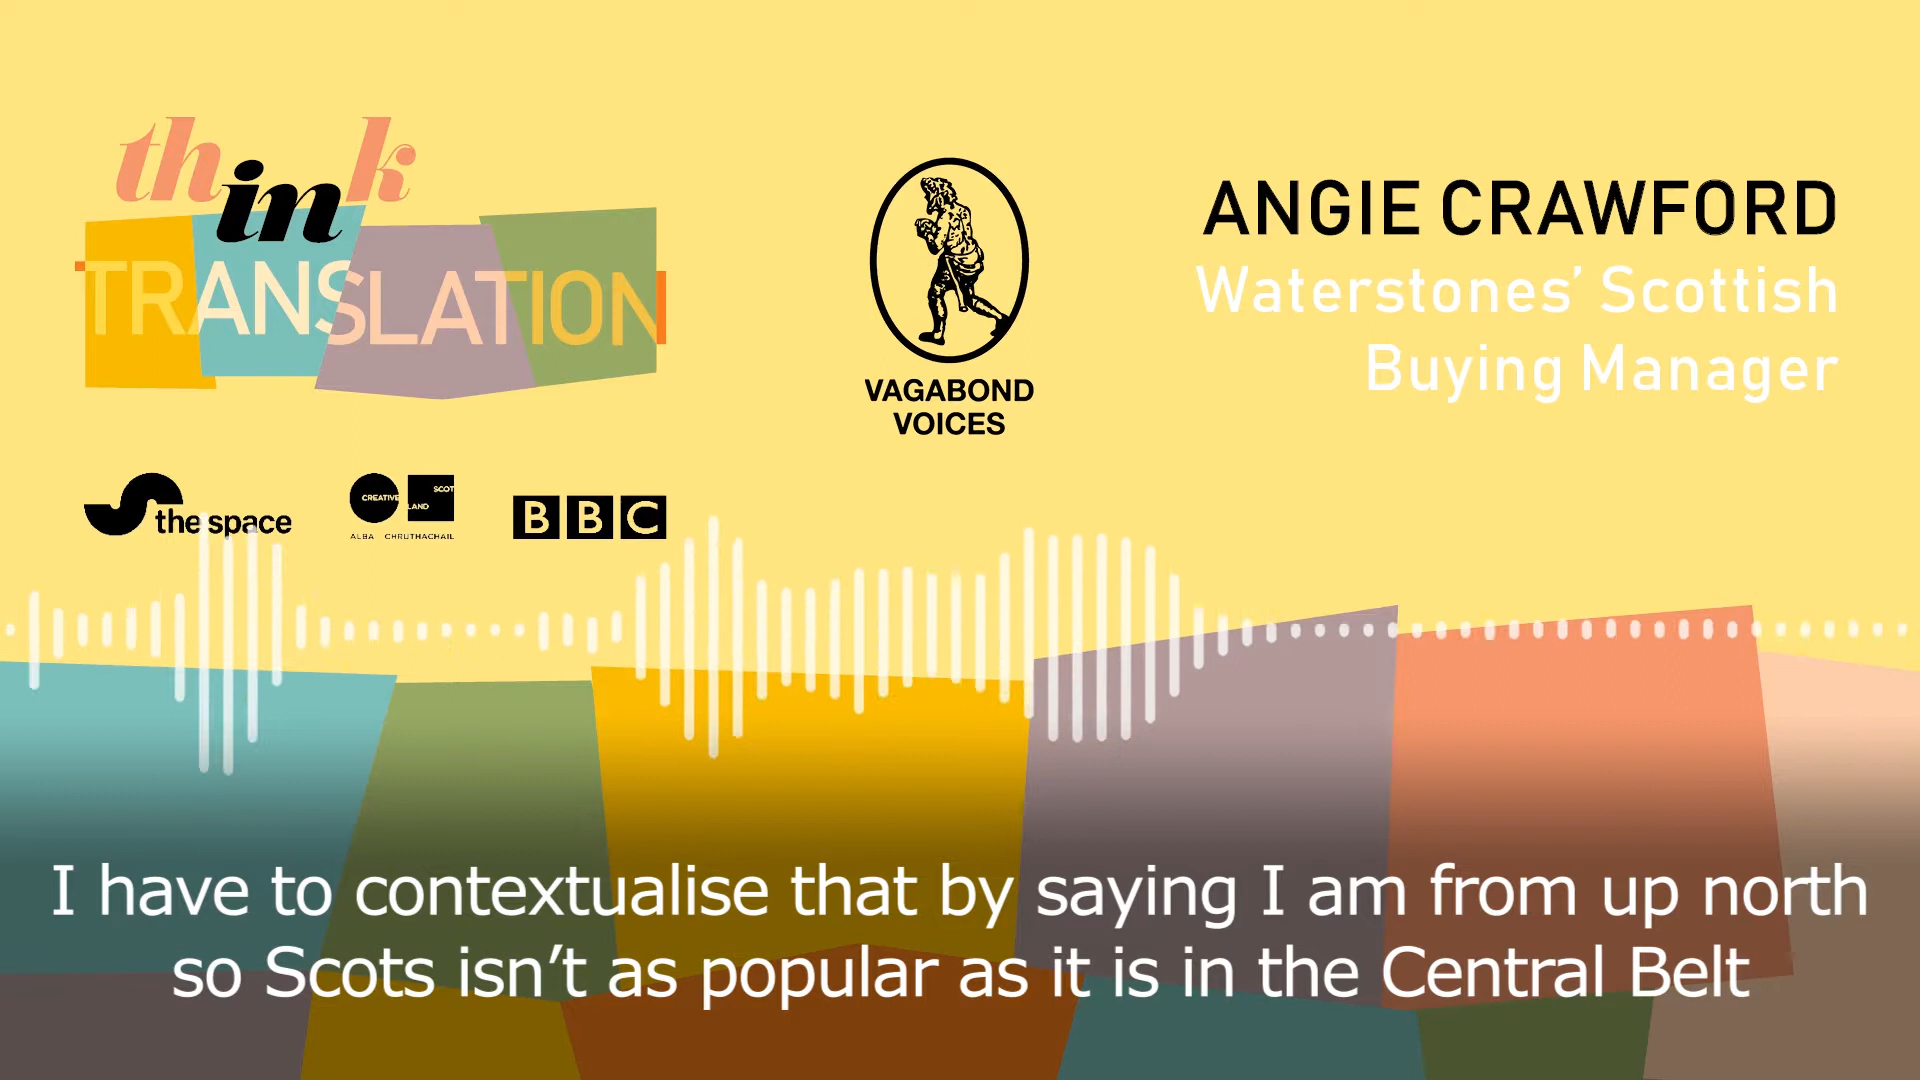 think
TRANSLATION
VAGABOND
VOICES
ANGIE CRAWFORD
Waterstones’ Scottish
Buying Manager
the space
CREATIVE SCOT
LAND
ALBA CHRUTHACHAIL
BBC
I have to contextualise that by saying I am from up north
so Scots isn’t as popular as it is in the Central Belt